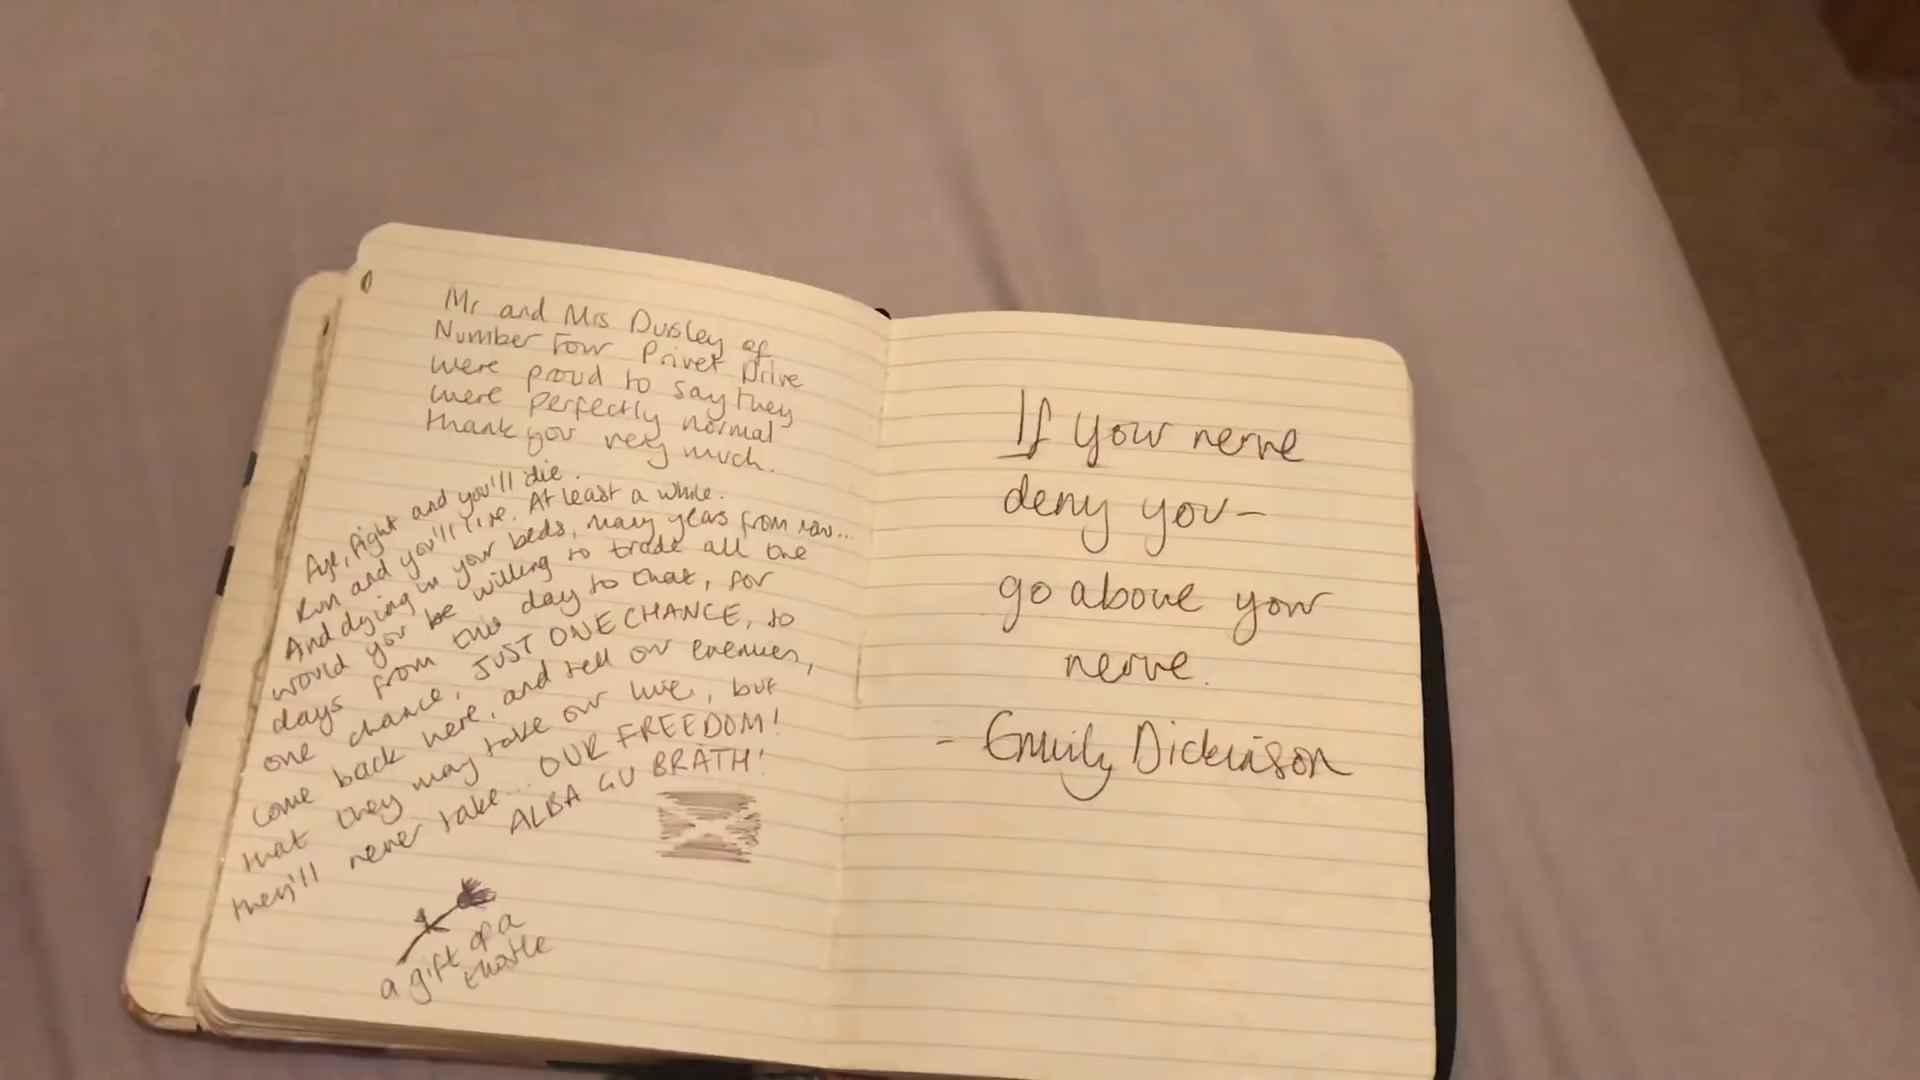 Mr and Mrs Dursley of
Number Four Privet Drive
were proud to say they
were perfectly normal
thank you very much.
Aye, fight and you'll die.
Run and you'll live. At least a while.
And dying in your beds, many years from now...
would you be willing to trade all the
days from this day to that, for
one chance, JUST ONE CHANCE, to
come back here, and tell our enemies,
that they may take our live, but
they'll never take... OUR FREEDOM!
ALBA GU BRÀTH!
a gift of a
thistle
If your nerve
deny you-
go above your
nerve.
- Emily Dickinson